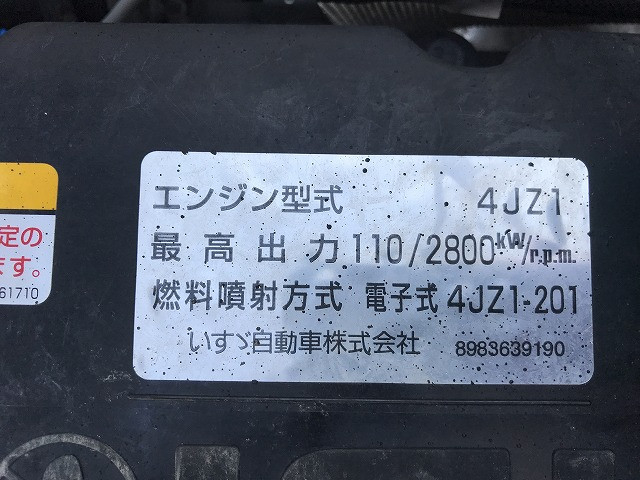 エンジン型式 4JZ1
最高出力 110/2800kW/r.p.m.
燃料噴射方式 電子式 4JZ1-201
いすゞ自動車株式会社 8983639190
定の
ます。
61710